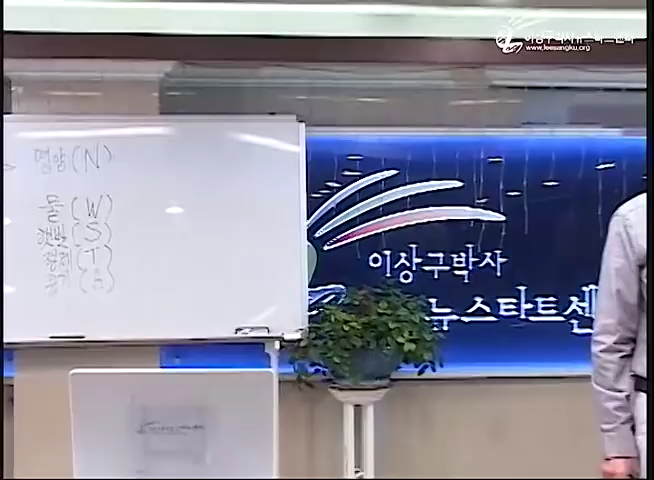 이상구박사뉴스타트센터
www.leesangku.org
영양(N)
물(W)
햇빛(S)
절제(T)
공기(A)
이상구박사
뉴스타트센